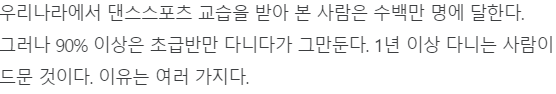 우리나라에서 댄스스포츠 교습을 받아 본 사람은 수백만 명에 달한다.
그러나 90% 이상은 초급반만 다니다가 그만둔다. 1년 이상 다니는 사람이
드문 것이다. 이유는 여러 가지다.